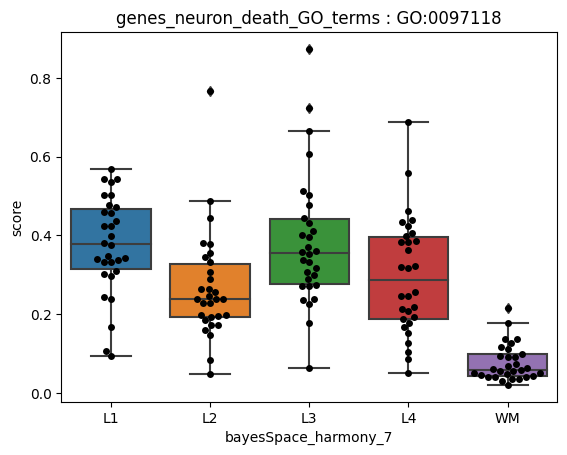 genes_neuron_death_GO_terms : GO:0097118
0.8
0.6
0.4
0.2
0.0
score
L1 L2 L3 L4 WM
bayesSpace_harmony_7